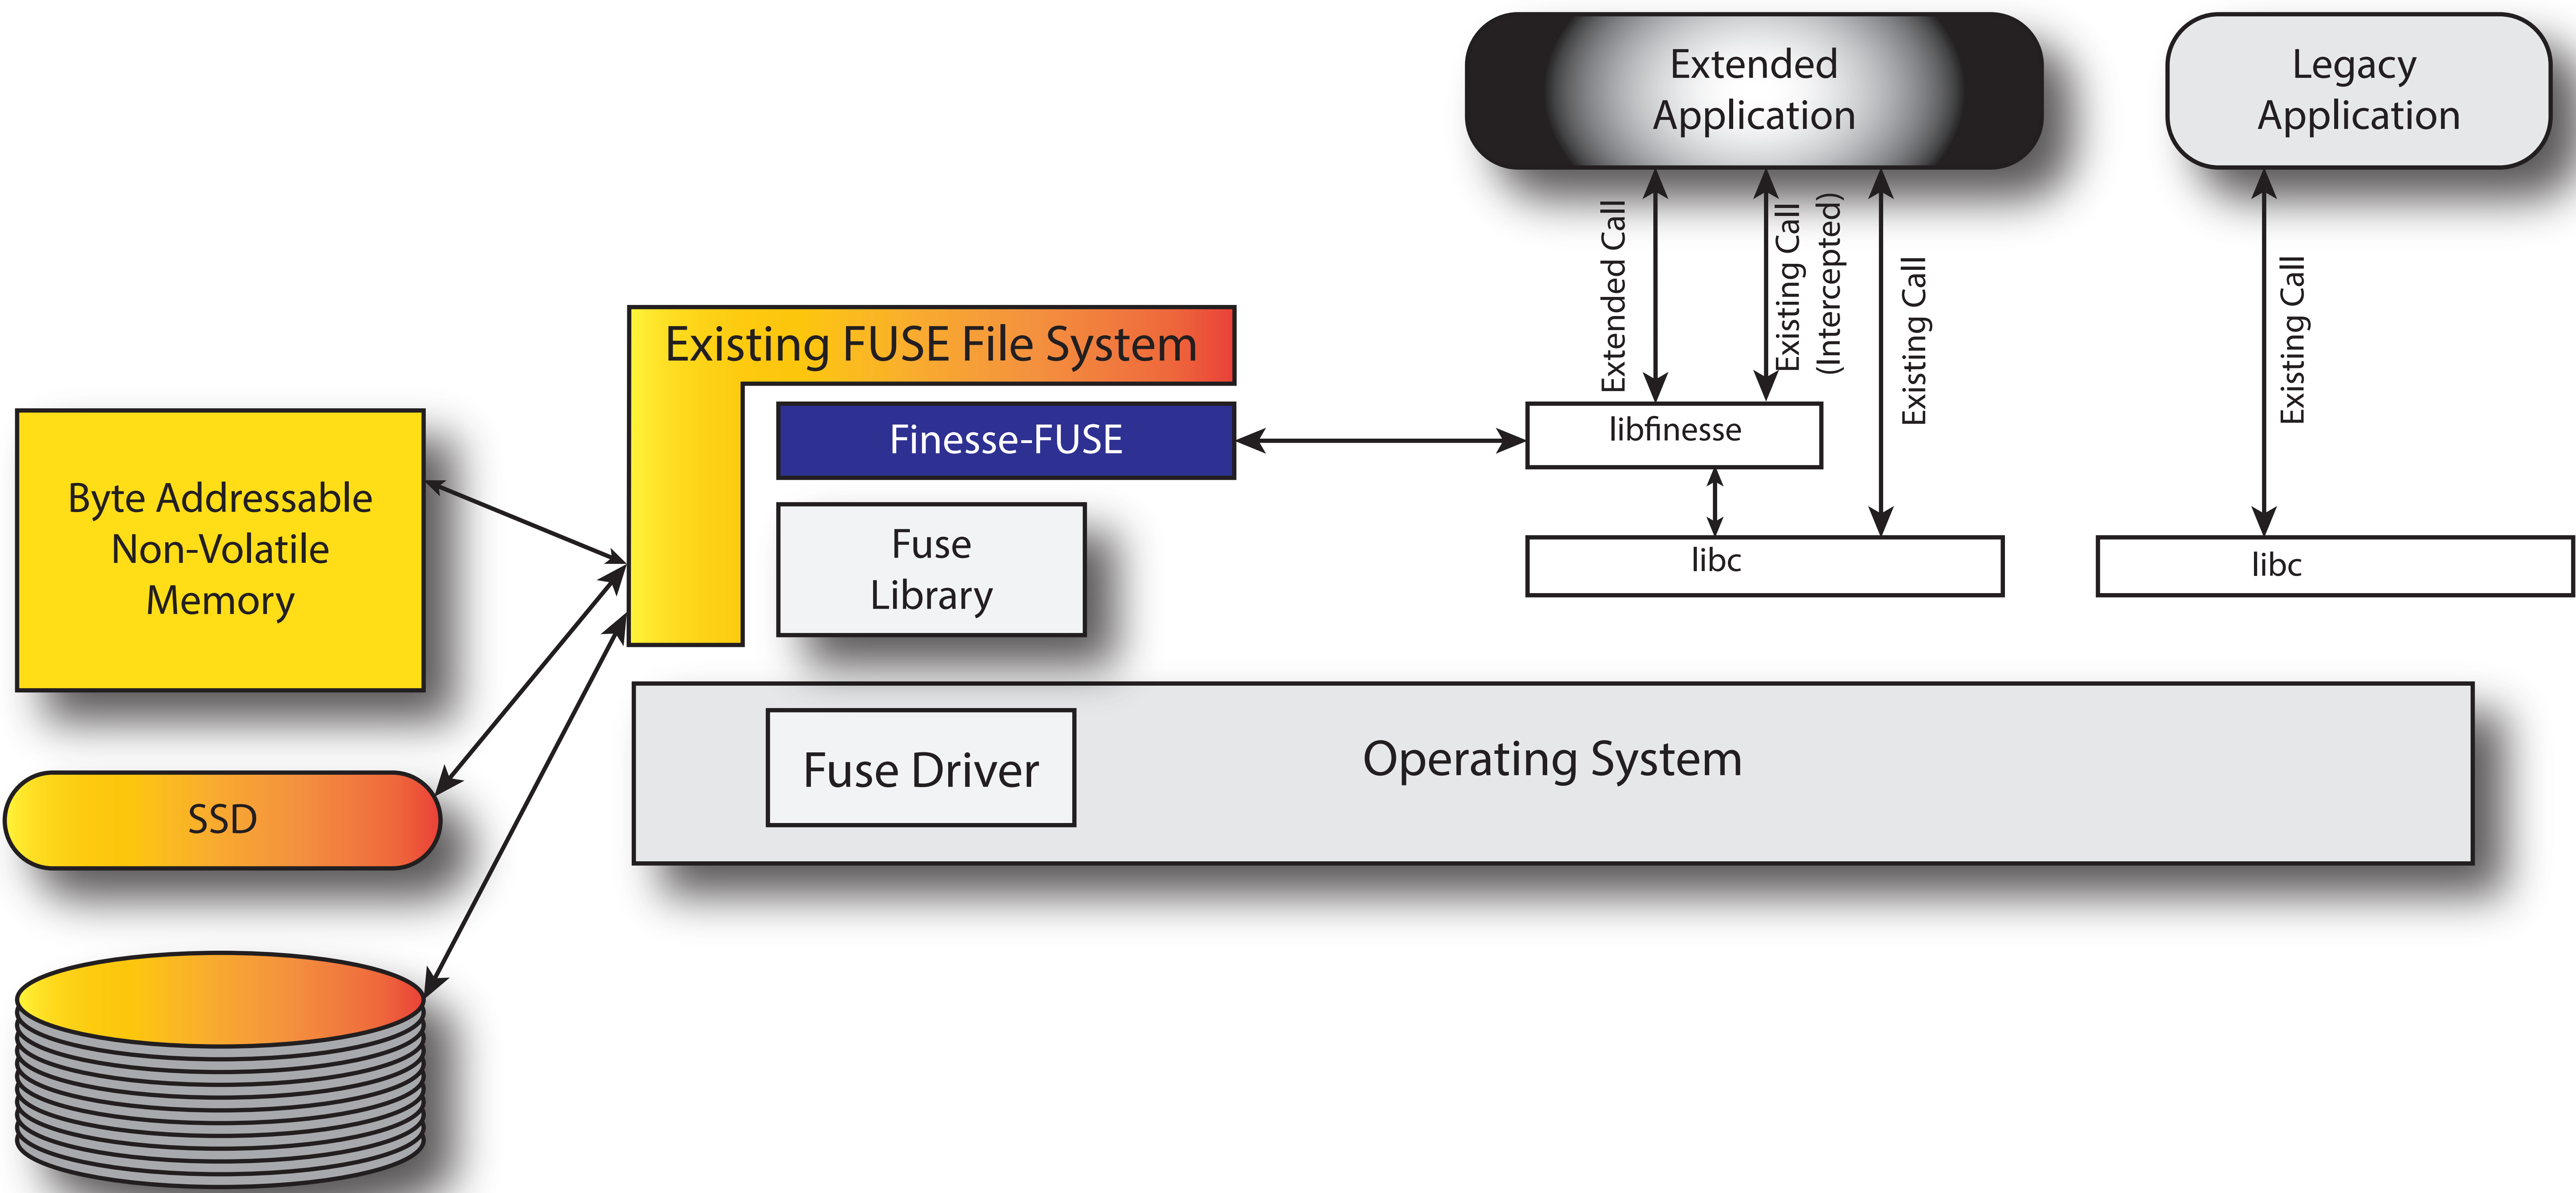 Extended
Application
Legacy
Application
Extended Call
Existing Call
(Intercepted)
Existing Call
Existing Call
Existing FUSE File System
Finesse-FUSE
libfinesse
Byte Addressable
Non-Volatile
Memory
Fuse
Library
libc
libc
Fuse Driver
Operating System
SSD